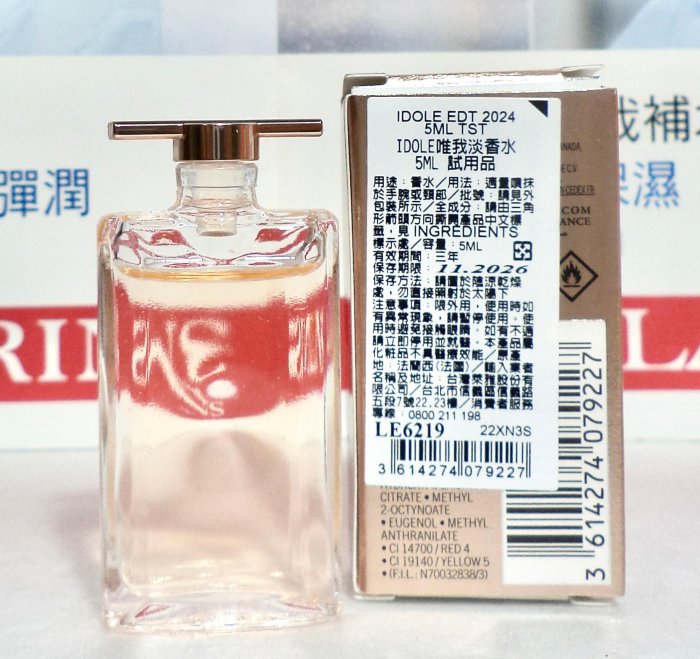 彈潤
我補水
保濕
RIN
LA
S
IDOLE EDT 2024
5ML TST
IDOLE唯我淡香水
5ML 試用品
用途：香水／用法：適量噴抹
於手腕或頸部／批號：請見外
包裝所示／全成分：請由三角
形箭頭方向撕開產品中文標
籤，見 INGREDIENTS
標示處／容量：5ML
有效期間：三年
保存期限：11.2026
保存方法：請置於陰涼乾燥
處，勿直接照射於太陽下
注意事項：限外用，使用時如
有異常現象，請暫停使用。使
用時避免接觸眼睛。如有不適
請立即停用並就醫。本產品屬
化粧品不具醫療效能／原產
地：法蘭西(法國)／輸入業者
名稱及地址：台灣萊雅股份有
限公司／台北市信義區信義路
五段7號22,23樓／消費者服務
專線：0800 211 198
LE6219 22XN3S
3 614274 079227
ANADA,
C.V.
CEDEX FR
COM
ANCE
CITRATE • METHYL
2-OCTYNOATE
• EUGENOL • METHYL
ANTHRANILATE
• CI 14700 / RED 4
• CI 19140 / YELLOW 5
• (F.I.L.: N70032838/3)
3 614274 079227